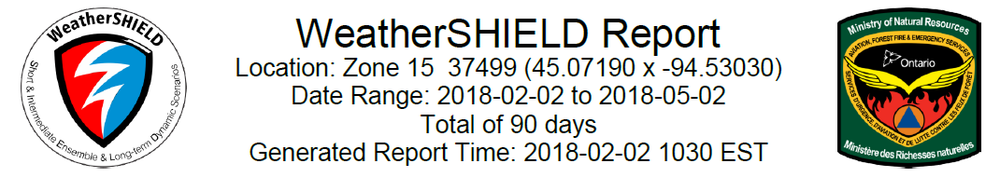 WeatherSHIELD
Short & Intermediate Ensemble & Long-term Dynamic Scenarios
WeatherSHIELD Report
Location: Zone 15 37499 (45.07190 x -94.53030)
Date Range: 2018-02-02 to 2018-05-02
Total of 90 days
Generated Report Time: 2018-02-02 1030 EST
Ministry of Natural Resources
AVIATION, FOREST FIRE & EMERGENCY SERVICES
Ontario
SERVICES D'URGENCE, D'AVIATION ET DE LUTTE CONTRE LES FEUX DE FORÊT
Ministère des Richesses naturelles